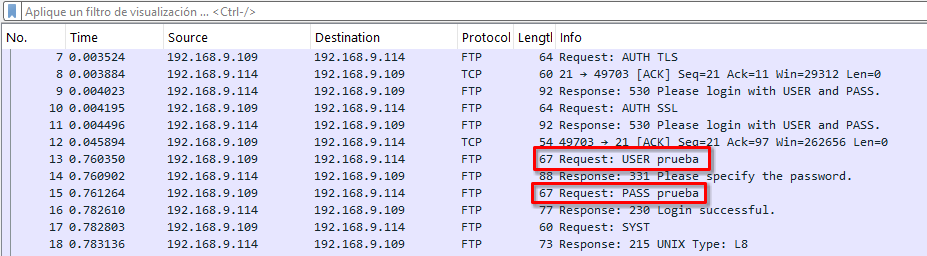 Aplique un filtro de visualización ... <Ctrl-/>
No. Time Source Destination Protocol Lengtl Info
7 0.003524 192.168.9.109 192.168.9.114 FTP 64 Request: AUTH TLS
8 0.003884 192.168.9.114 192.168.9.109 TCP 60 21 → 49703 [ACK] Seq=21 Ack=11 Win=29312 Len=0
9 0.004023 192.168.9.114 192.168.9.109 FTP 92 Response: 530 Please login with USER and PASS.
10 0.004195 192.168.9.109 192.168.9.114 FTP 64 Request: AUTH SSL
11 0.004496 192.168.9.114 192.168.9.109 FTP 92 Response: 530 Please login with USER and PASS.
12 0.045894 192.168.9.109 192.168.9.114 TCP 54 49703 → 21 [ACK] Seq=21 Ack=97 Win=262656 Len=0
13 0.760350 192.168.9.109 192.168.9.114 FTP 67 Request: USER prueba
14 0.760902 192.168.9.114 192.168.9.109 FTP 88 Response: 331 Please specify the password.
15 0.761264 192.168.9.109 192.168.9.114 FTP 67 Request: PASS prueba
16 0.782610 192.168.9.114 192.168.9.109 FTP 77 Response: 230 Login successful.
17 0.782803 192.168.9.109 192.168.9.114 FTP 60 Request: SYST
18 0.783136 192.168.9.114 192.168.9.109 FTP 73 Response: 215 UNIX Type: L8